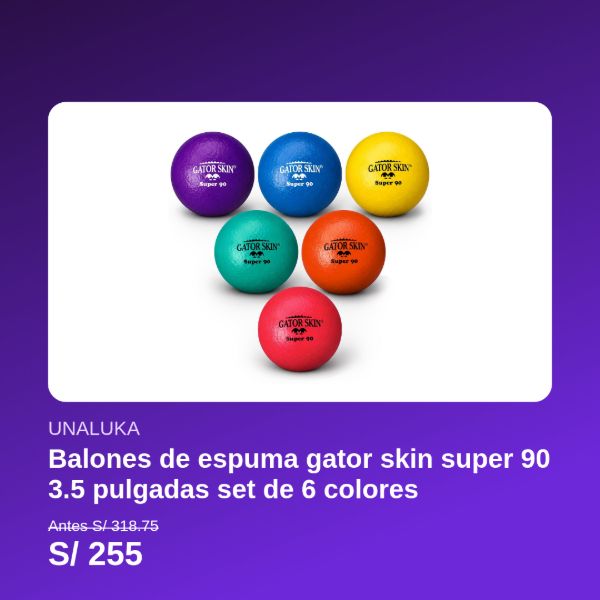 GATOR SKIN®
Super 90
GATOR SKIN®
Super 90
GATOR SKIN®
Super 90
GATOR SKIN®
Super 90
GATOR SKIN®
Super 90
GATOR SKIN®
Super 90
UNALUKA
Balones de espuma gator skin super 90
3.5 pulgadas set de 6 colores
Antes S/ 318.75
S/ 255